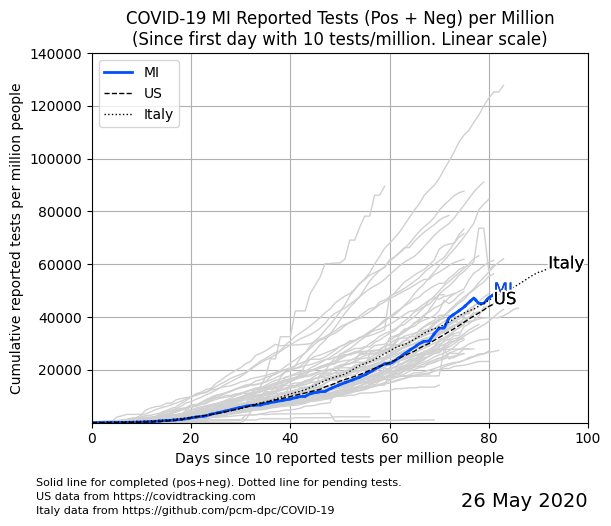 COVID-19 MI Reported Tests (Pos + Neg) per Million
(Since first day with 10 tests/million. Linear scale)
Cumulative reported tests per million people
140000
120000
100000
80000
60000
40000
20000
MI
US
Italy
Italy
MI
US
0 20 40 60 80 100
Days since 10 reported tests per million people
Solid line for completed (pos+neg). Dotted line for pending tests.
US data from https://covidtracking.com
Italy data from https://github.com/pcm-dpc/COVID-19
26 May 2020